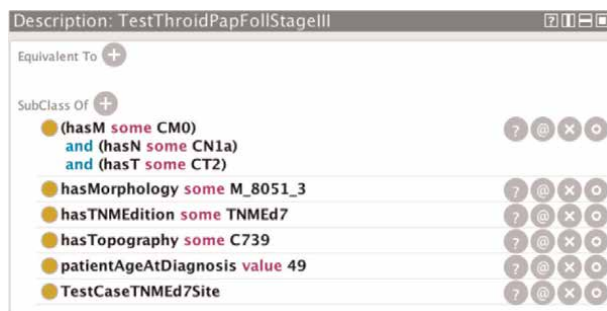 Description: TestThroidPapFollStageIII
Equivalent To
SubClass Of
(hasM some CM0)
and (hasN some CN1a)
and (hasT some CT2)
hasMorphology some M_8051_3
hasTNMEdition some TNMEd7
hasTopography some C739
patientAgeAtDiagnosis value 49
TestCaseTNMEd7Site